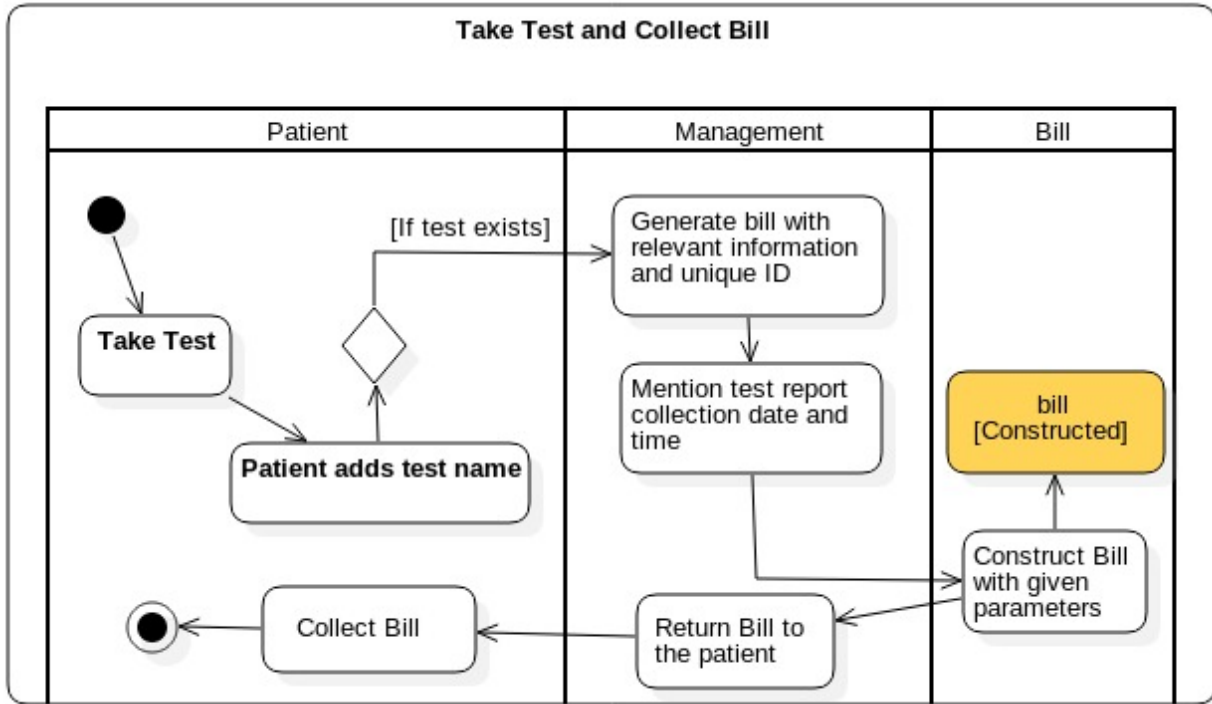 Take Test and Collect Bill
Patient
Management
Bill
[If test exists]
Generate bill with
relevant information
and unique ID
Take Test
Mention test report
collection date and
time
bill
[Constructed]
Patient adds test name
Construct Bill
with given
parameters
Collect Bill
Return Bill to
the patient